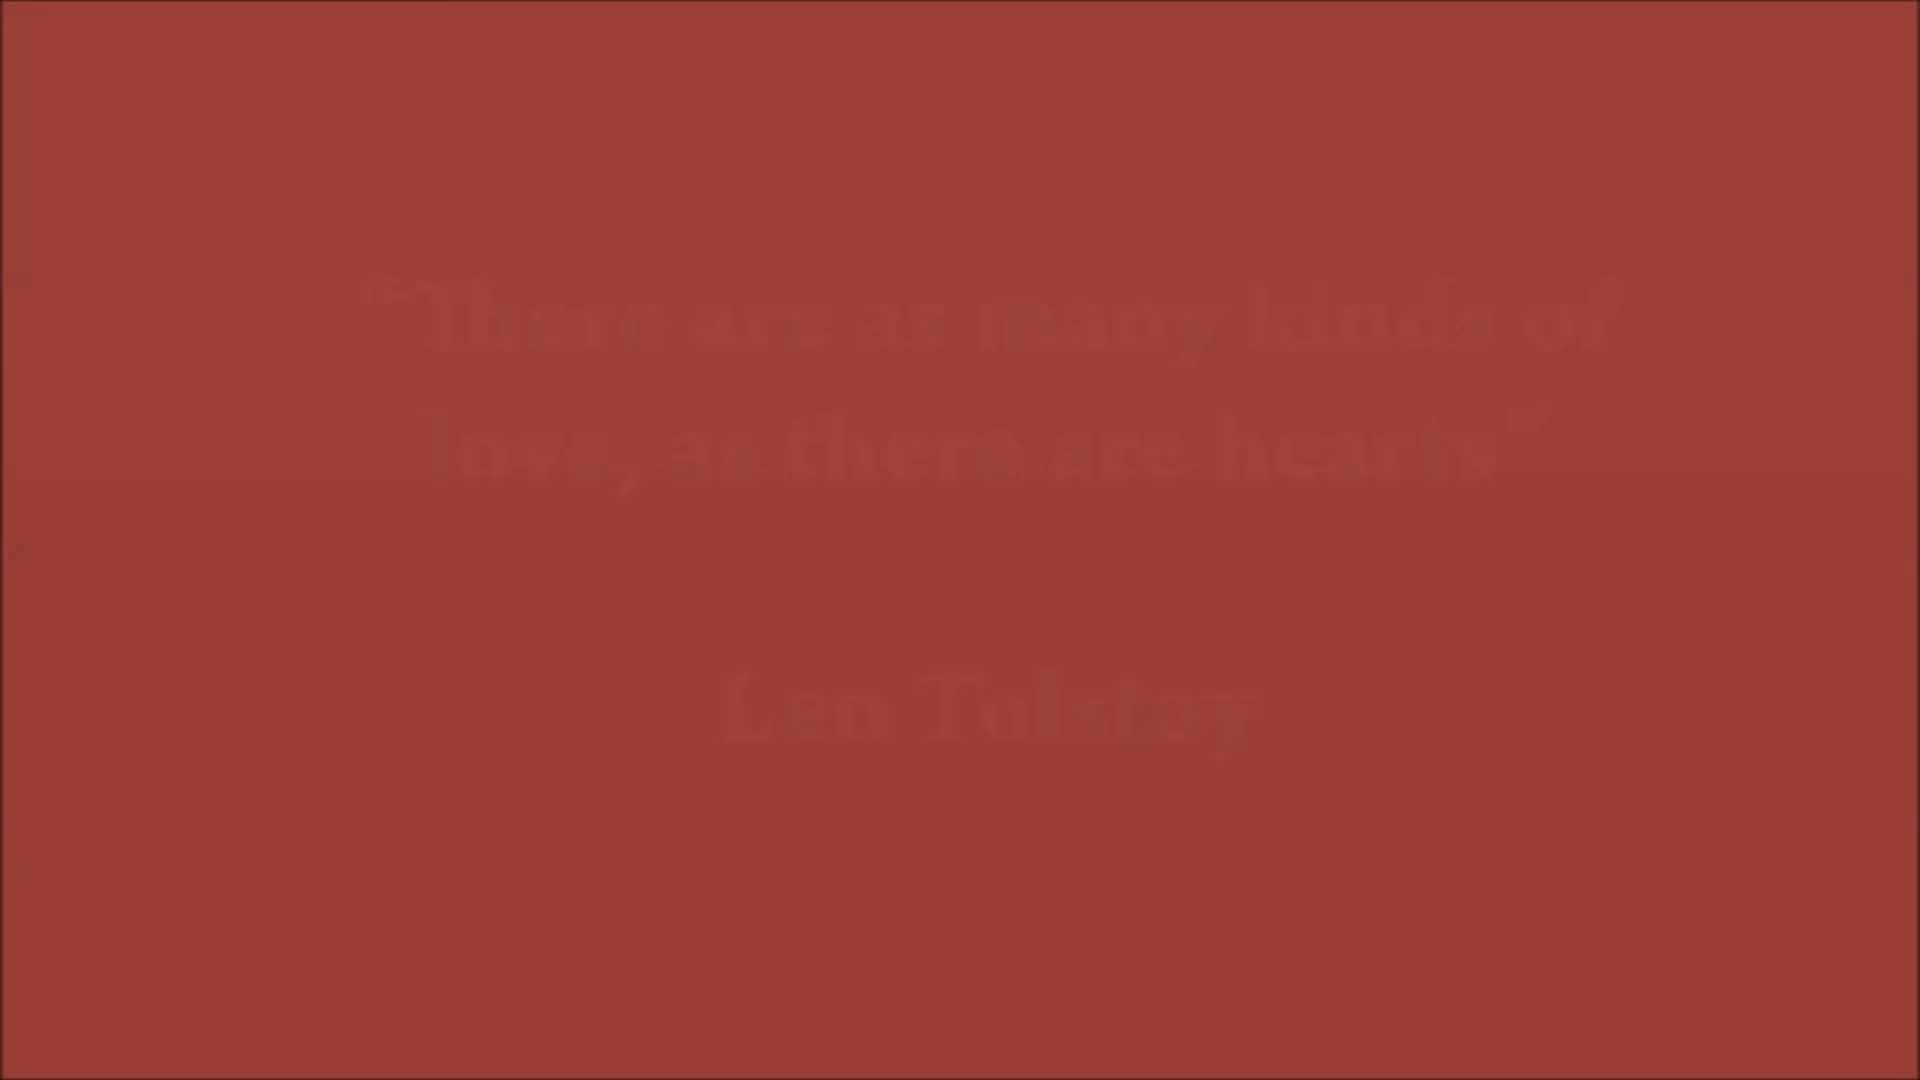 “There are as many kinds of
love, as there are hearts”
Leo Tolstoy